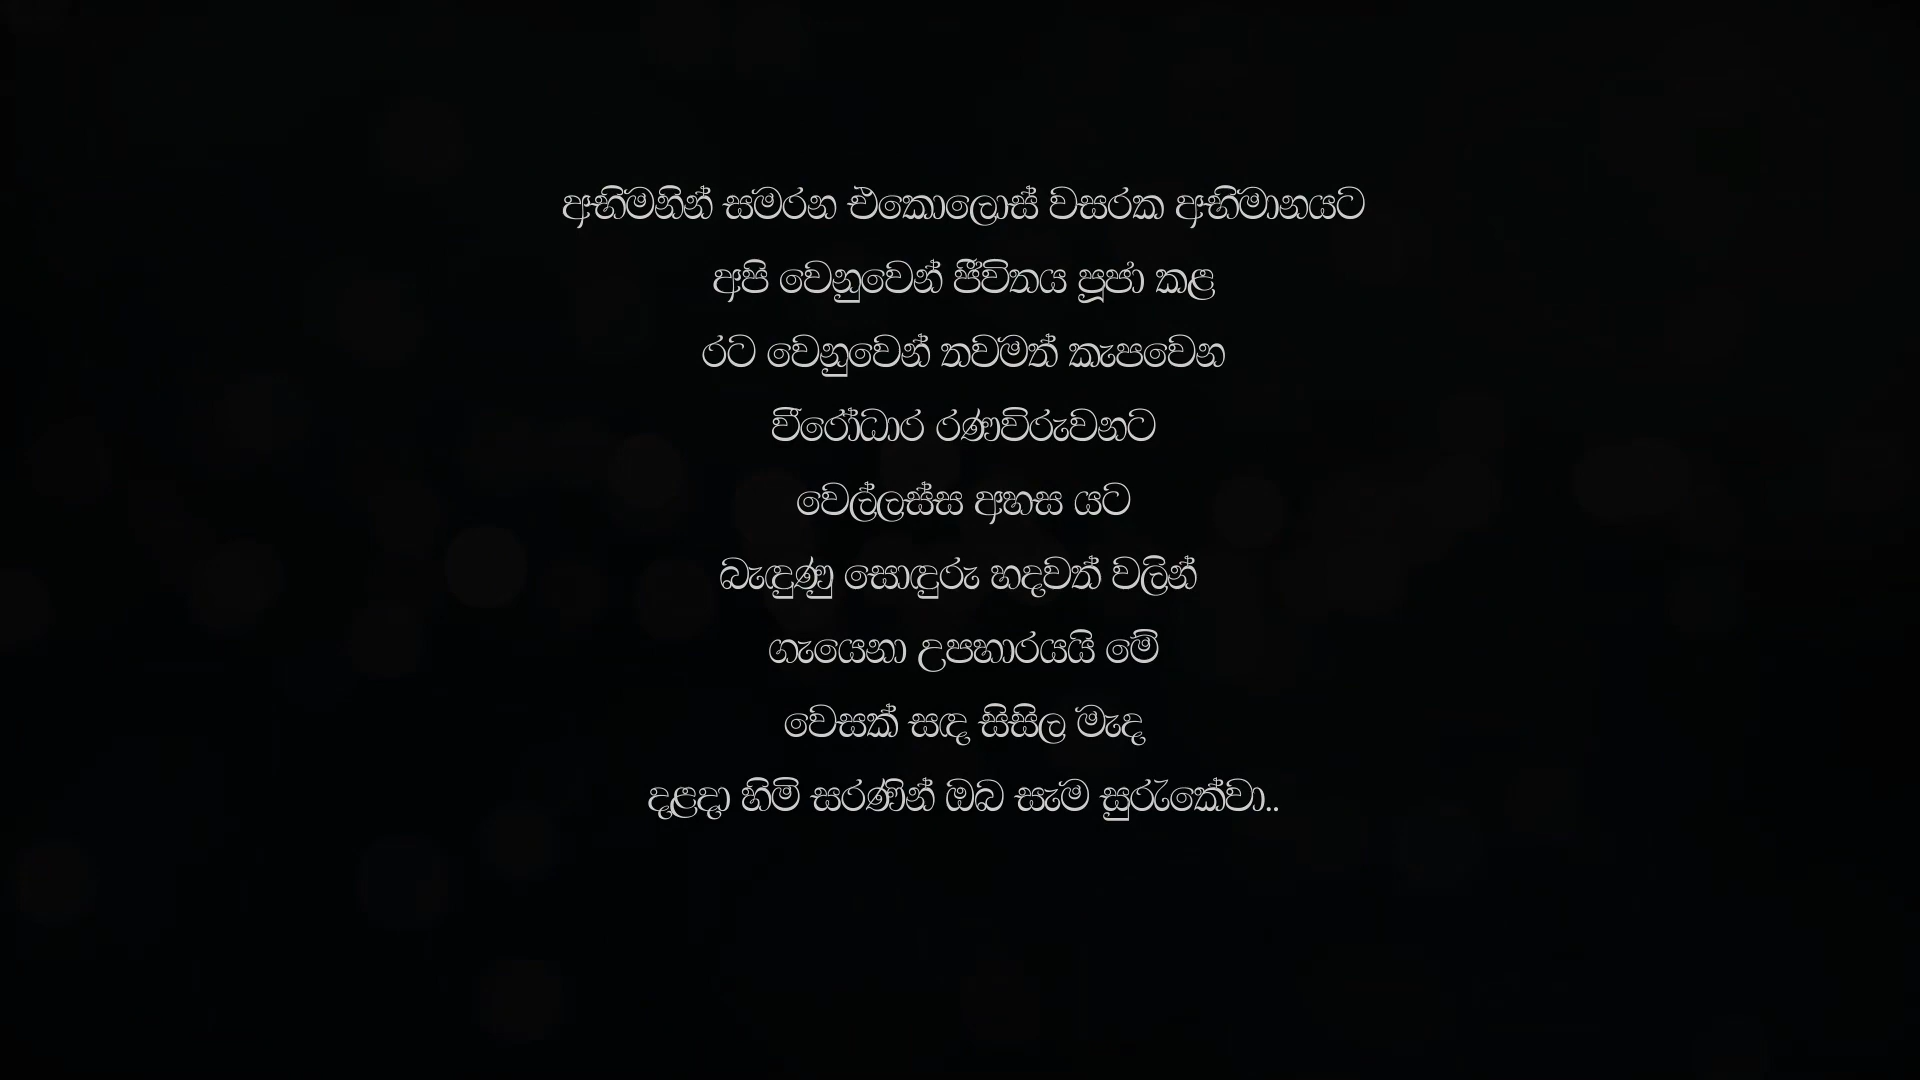 අභිමනින් සමරන එකොලොස් වසරක අභිමානයට
අපි වෙනුවෙන් ජීවිතය පූජා කළ
රට වෙනුවෙන් තවමත් කැපවෙන
වීරෝධාර රණවිරුවනට
වෙල්ලස්ස අහස යට
බැඳුණු සොඳුරු හදවත් වලින්
ගැයෙනා උපහාරයයි මේ
වෙසක් සඳ සිසිල මැද
දළදා හිමි සරණින් ඔබ සැම සුරැකේවා..